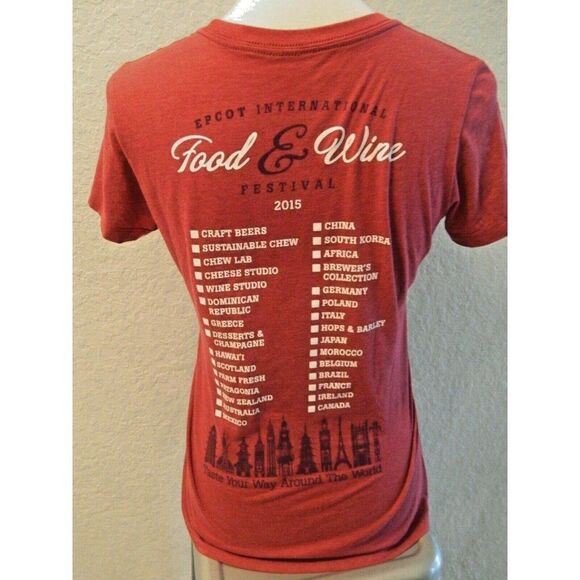 EPCOT INTERNATIONAL
Food & Wine
FESTIVAL
2015
CRAFT BEERS
SUSTAINABLE CHEW
CHEW LAB
CHEESE STUDIO
WINE STUDIO
DOMINICAN
REPUBLIC
GREECE
DESSERTS &
CHAMPAGNE
HAWAI'I
SCOTLAND
FARM FRESH
PATAGONIA
NEW ZEALAND
AUSTRALIA
MEXICO
CHINA
SOUTH KOREA
AFRICA
BREWER'S
COLLECTION
GERMANY
POLAND
ITALY
HOPS & BARLEY
JAPAN
MOROCCO
BELGIUM
BRAZIL
FRANCE
IRELAND
CANADA
Taste Your Way Around The World